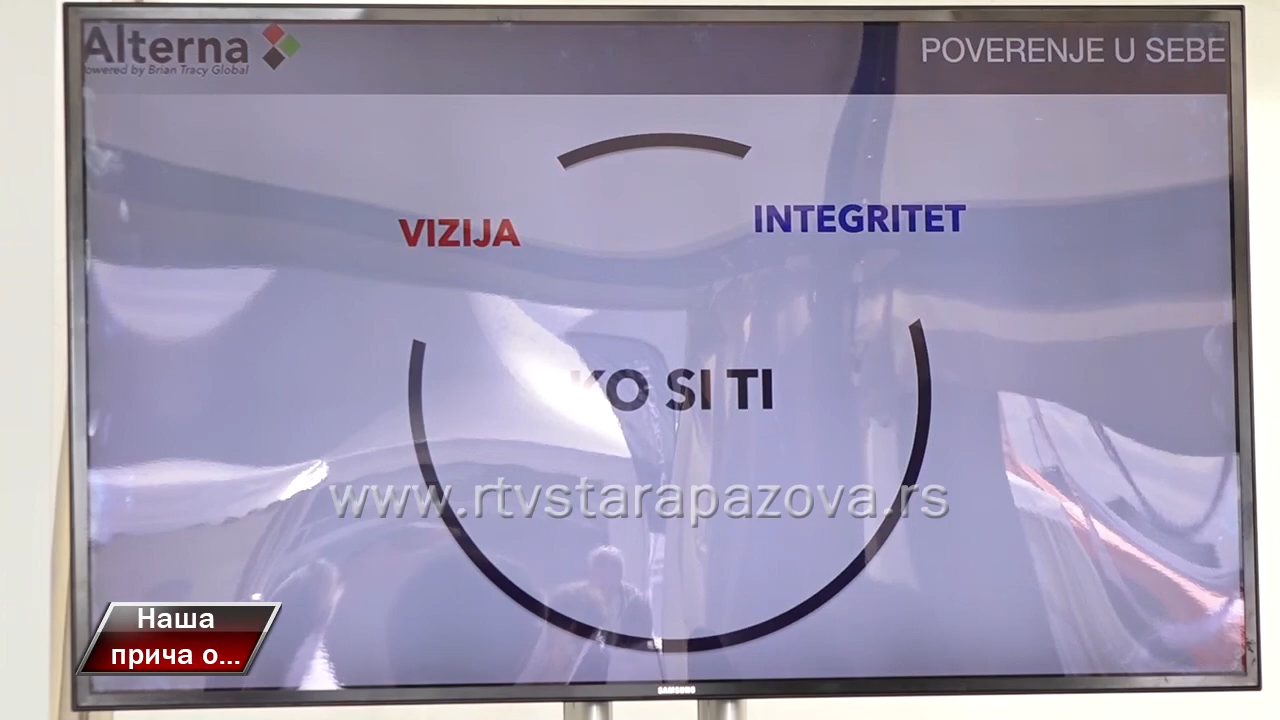 Alterna
powered by Brian Tracy Global
POVERENJE U SEBE
VIZIJA
INTEGRITET
KO SI TI
www.rtvstarapazova.rs
Наша
прича о...
SAMSUNG